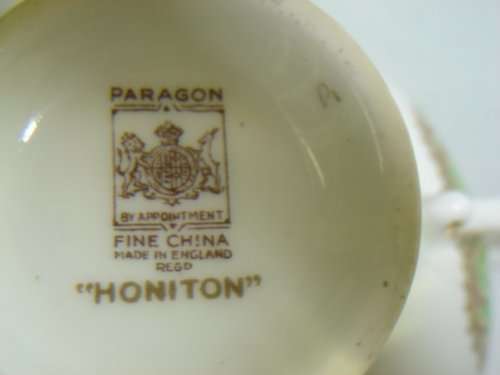 PARAGON
BY APPOINTMENT
FINE CHINA
MADE IN ENGLAND
REGD
"HONITON"